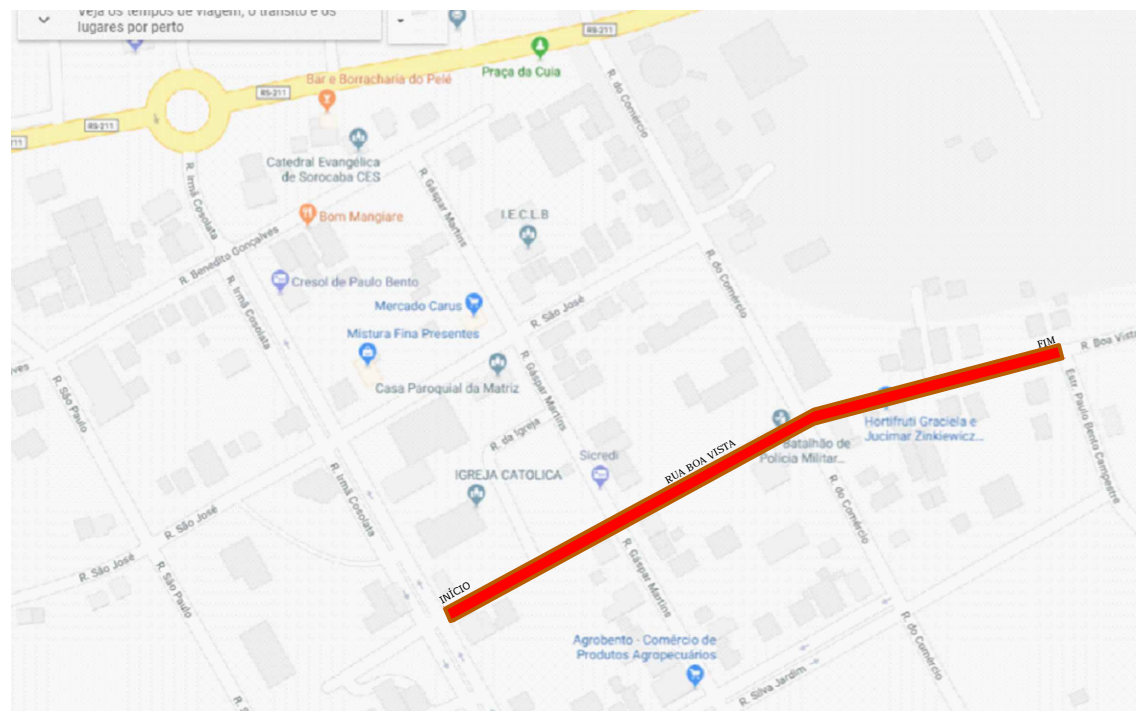 Veja os tempos de viagem, o trânsito e os
lugares por perto
RS-211
RS-211
RS-211
Praça da Cuia
Bar e Borracharia do Pelé
R. do Comércio
Catedral Evangélica
de Sorocaba CES
R. Irmã Cosolata
R. Gáspar Martins
Bom Mangiare
I.E.C.L.B
R. Benedito Gonçalves
R. do Comércio
Cresol de Paulo Bento
R. Irmã Cosolata
Mercado Carus
R. São José
Mistura Fina Presentes
FIM
R. Boa Vista
Casa Paroquial da Matriz
R. Gáspar Martins
R. São Paulo
Estr. Paulo Bento Campestre
Hortifruti Graciela e
Jucimar Zinkiewicz...
R. da Igreja
Batalhão de
Polícia Militar...
RUA BOA VISTA
Sicredi
IGREJA CATOLICA
R. Irmã Cosolata
R. do Comércio
R. São José
R. São José
R. São Paulo
R. Gáspar Martins
INÍCIO
R. do Comércio
Agrobento - Comércio de
Produtos Agropecuários
R. Silva Jardim